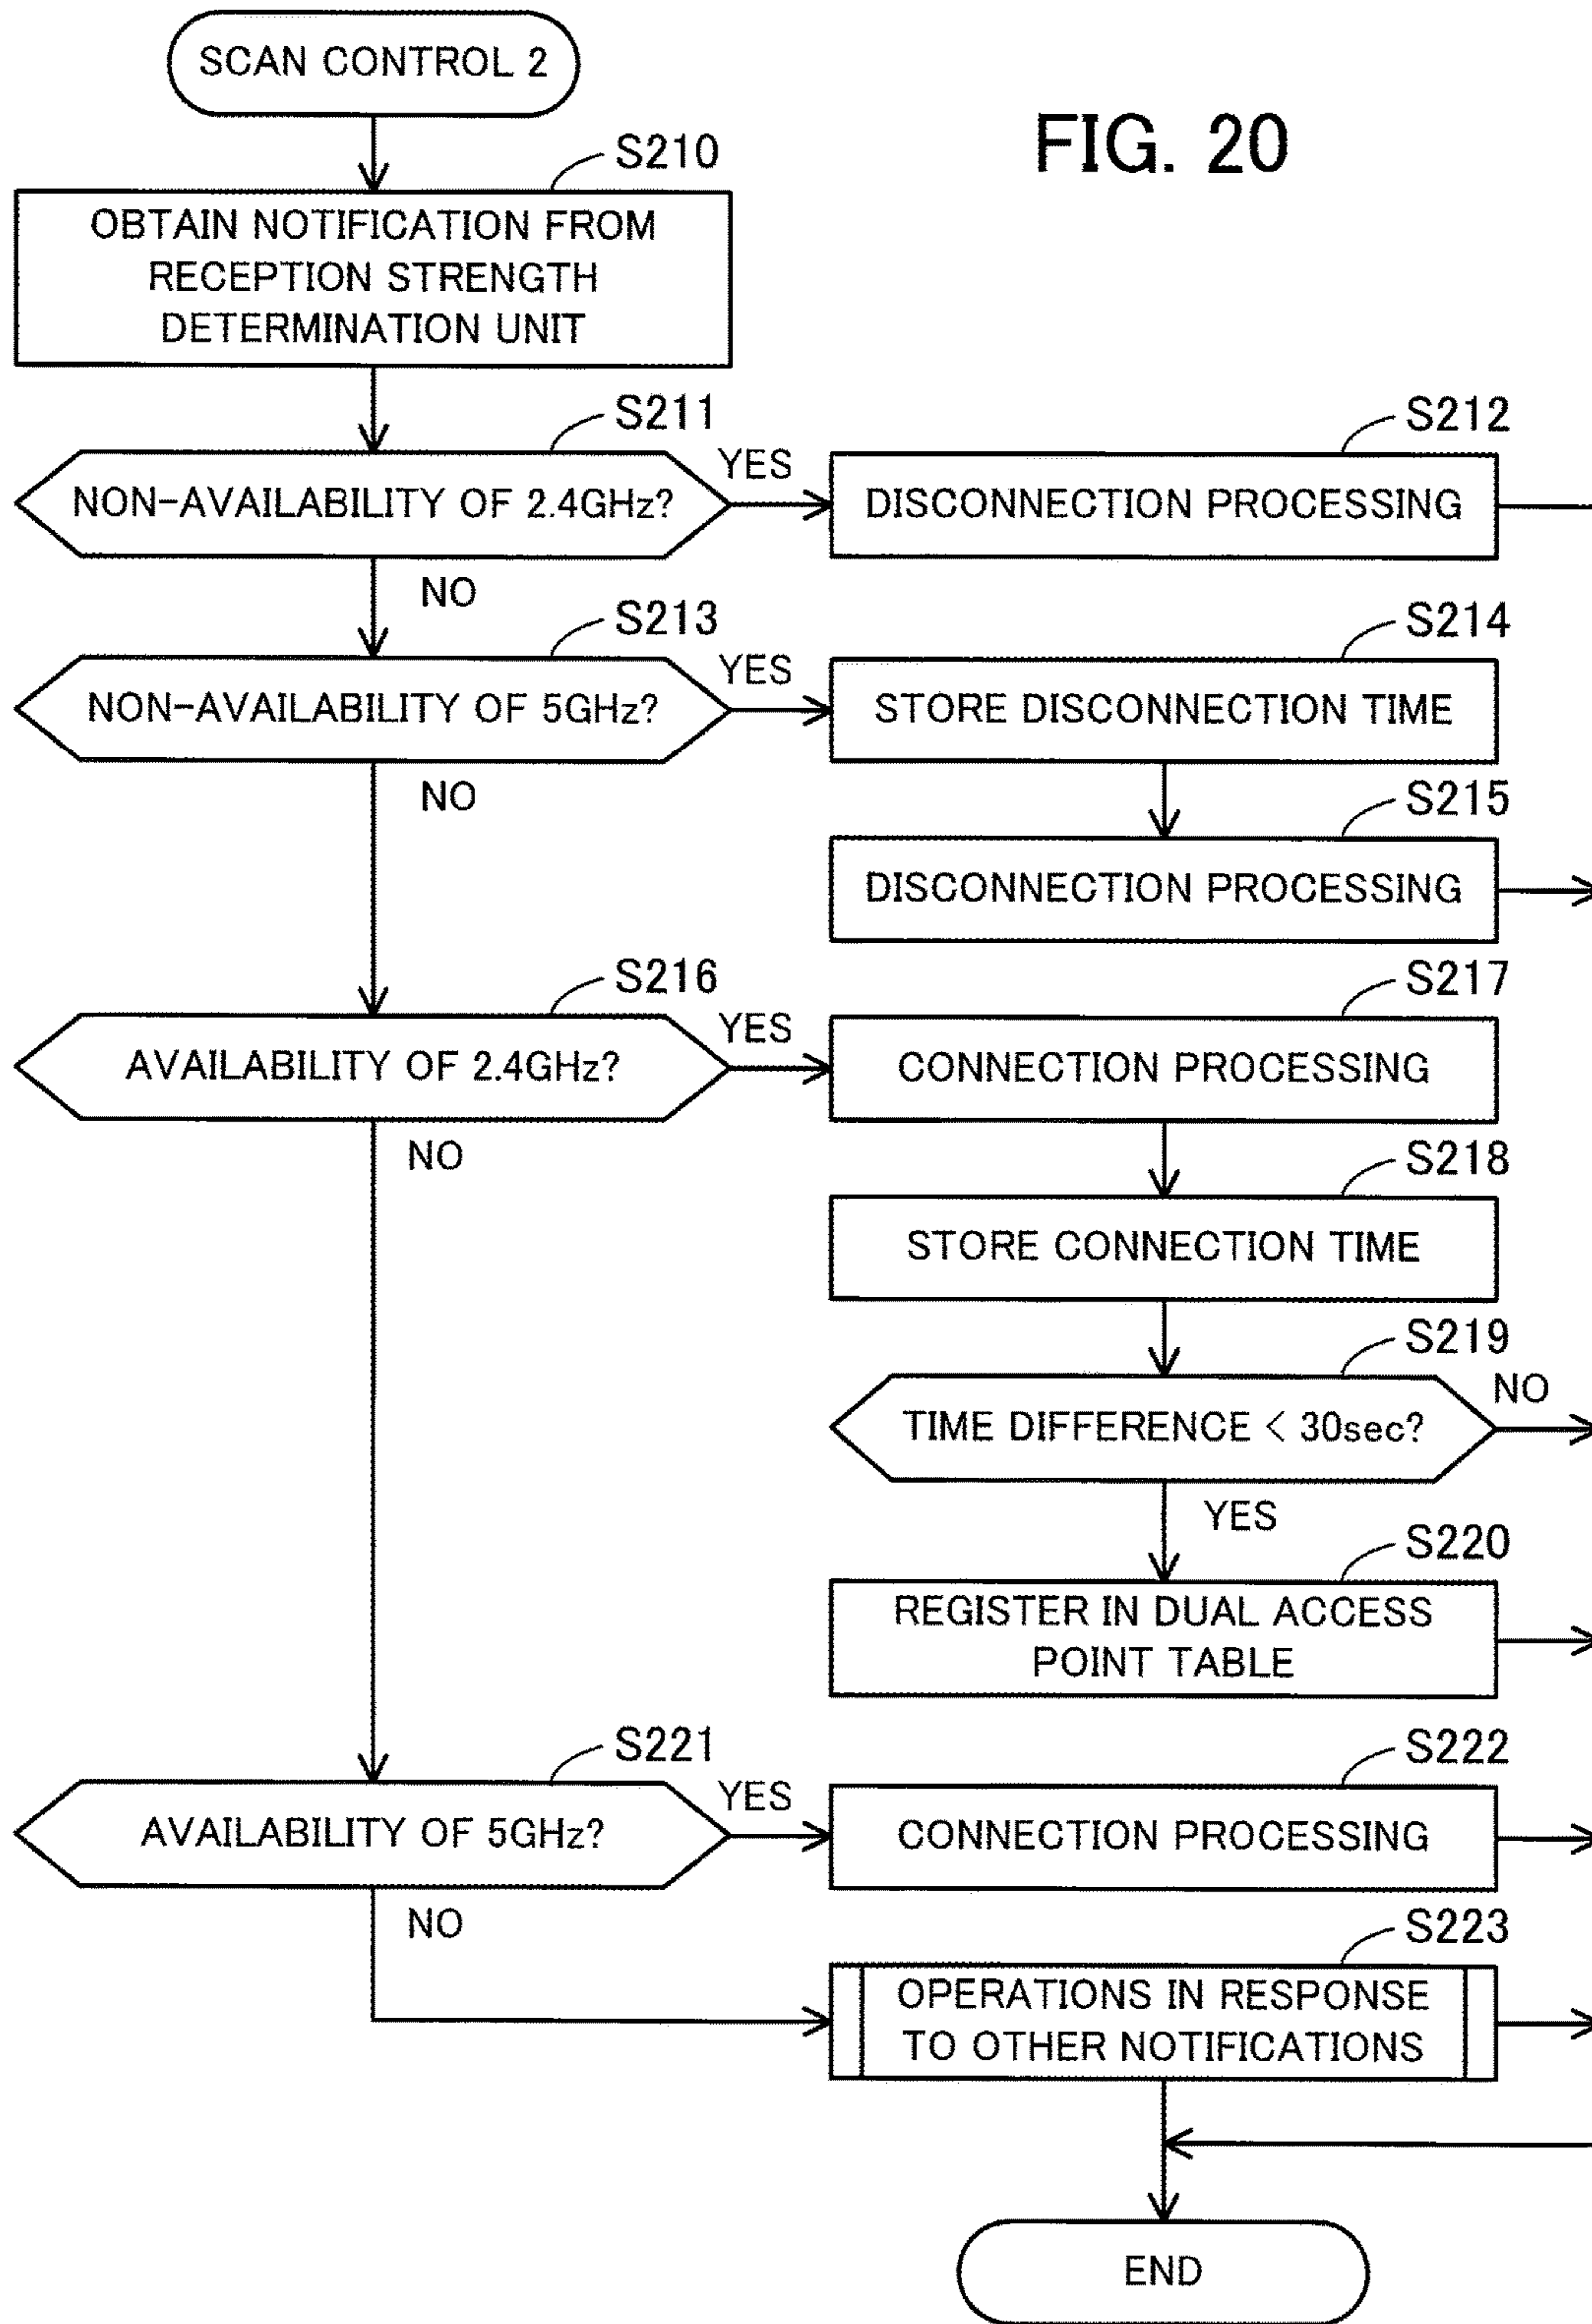 SCAN CONTROL 2
FIG. 20
S210
OBTAIN NOTIFICATION FROM
RECEPTION STRENGTH
DETERMINATION UNIT
S211
NON-AVAILABILITY OF 2.4GHz?
YES
NO
S212
DISCONNECTION PROCESSING
S213
NON-AVAILABILITY OF 5GHz?
YES
NO
S214
STORE DISCONNECTION TIME
S215
DISCONNECTION PROCESSING
S216
AVAILABILITY OF 2.4GHz?
YES
NO
S217
CONNECTION PROCESSING
S218
STORE CONNECTION TIME
S219
TIME DIFFERENCE < 30sec?
NO
YES
S220
REGISTER IN DUAL ACCESS
POINT TABLE
S221
AVAILABILITY OF 5GHz?
YES
NO
S222
CONNECTION PROCESSING
S223
OPERATIONS IN RESPONSE
TO OTHER NOTIFICATIONS
END